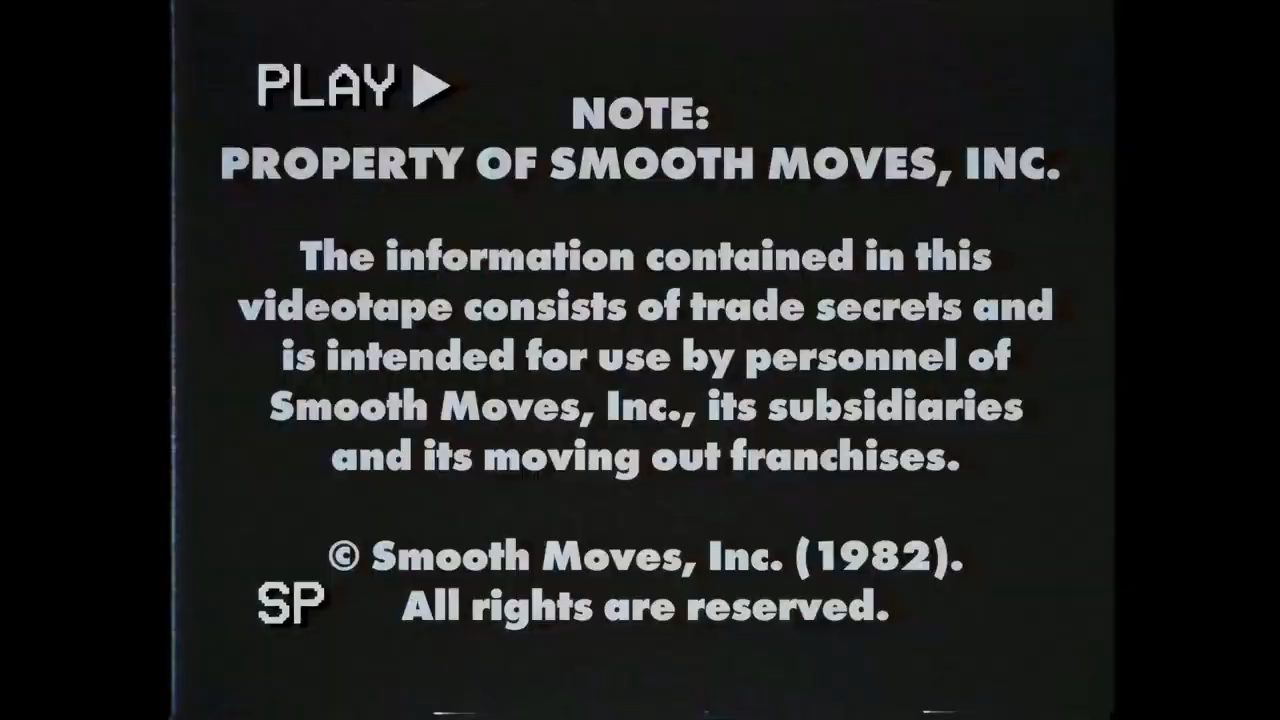 PLAY ▶
NOTE:
PROPERTY OF SMOOTH MOVES, INC.
The information contained in this
videotape consists of trade secrets and
is intended for use by personnel of
Smooth Moves, Inc., its subsidiaries
and its moving out franchises.
© Smooth Moves, Inc. (1982).
All rights are reserved.
SP